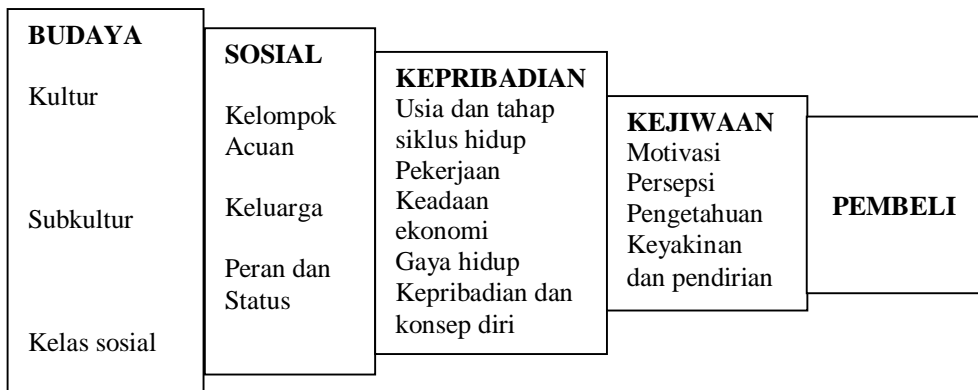 BUDAYA
Kultur
Subkultur
Kelas sosial
SOSIAL
Kelompok
Acuan
Keluarga
Peran dan
Status
KEPRIBADIAN
Usia dan tahap
siklus hidup
Pekerjaan
Keadaan
ekonomi
Gaya hidup
Kepribadian dan
konsep diri
KEJIWAAN
Motivasi
Persepsi
Pengetahuan
Keyakinan
dan pendirian
PEMBELI